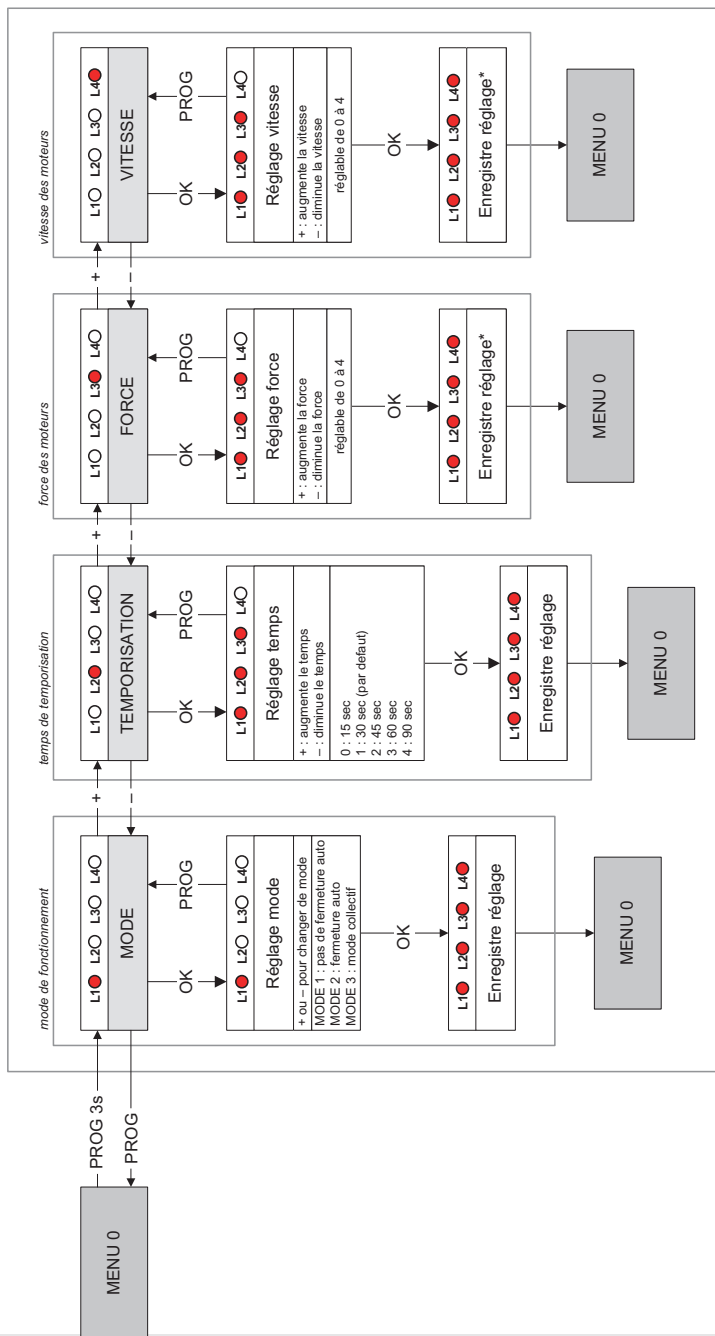 MENU 0
PROG 3s
PROG
mode de fonctionnement
L1 L2 L3 L4
MODE
OK
PROG
L1 L2 L3 L4
Réglage mode
+ ou – pour changer de mode
MODE 1 : pas de fermeture auto
MODE 2 : fermeture auto
MODE 3 : mode collectif
OK
L1 L2 L3 L4
Enregistre réglage
MENU 0
+
–
temps de temporisation
L1 L2 L3 L4
TEMPORISATION
OK
PROG
L1 L2 L3 L4
Réglage temps
+ : augmente le temps
– : diminue le temps
0 : 15 sec
1 : 30 sec (par defaut)
2 : 45 sec
3 : 60 sec
4 : 90 sec
OK
L1 L2 L3 L4
Enregistre réglage
MENU 0
+
–
force des moteurs
L1 L2 L3 L4
FORCE
OK
PROG
L1 L2 L3 L4
Réglage force
+ : augmente la force
– : diminue la force
réglable de 0 à 4
OK
L1 L2 L3 L4
Enregistre réglage*
MENU 0
+
–
vitesse des moteurs
L1 L2 L3 L4
VITESSE
OK
PROG
L1 L2 L3 L4
Réglage vitesse
+ : augmente la vitesse
– : diminue la vitesse
réglable de 0 à 4
OK
L1 L2 L3 L4
Enregistre réglage*
MENU 0